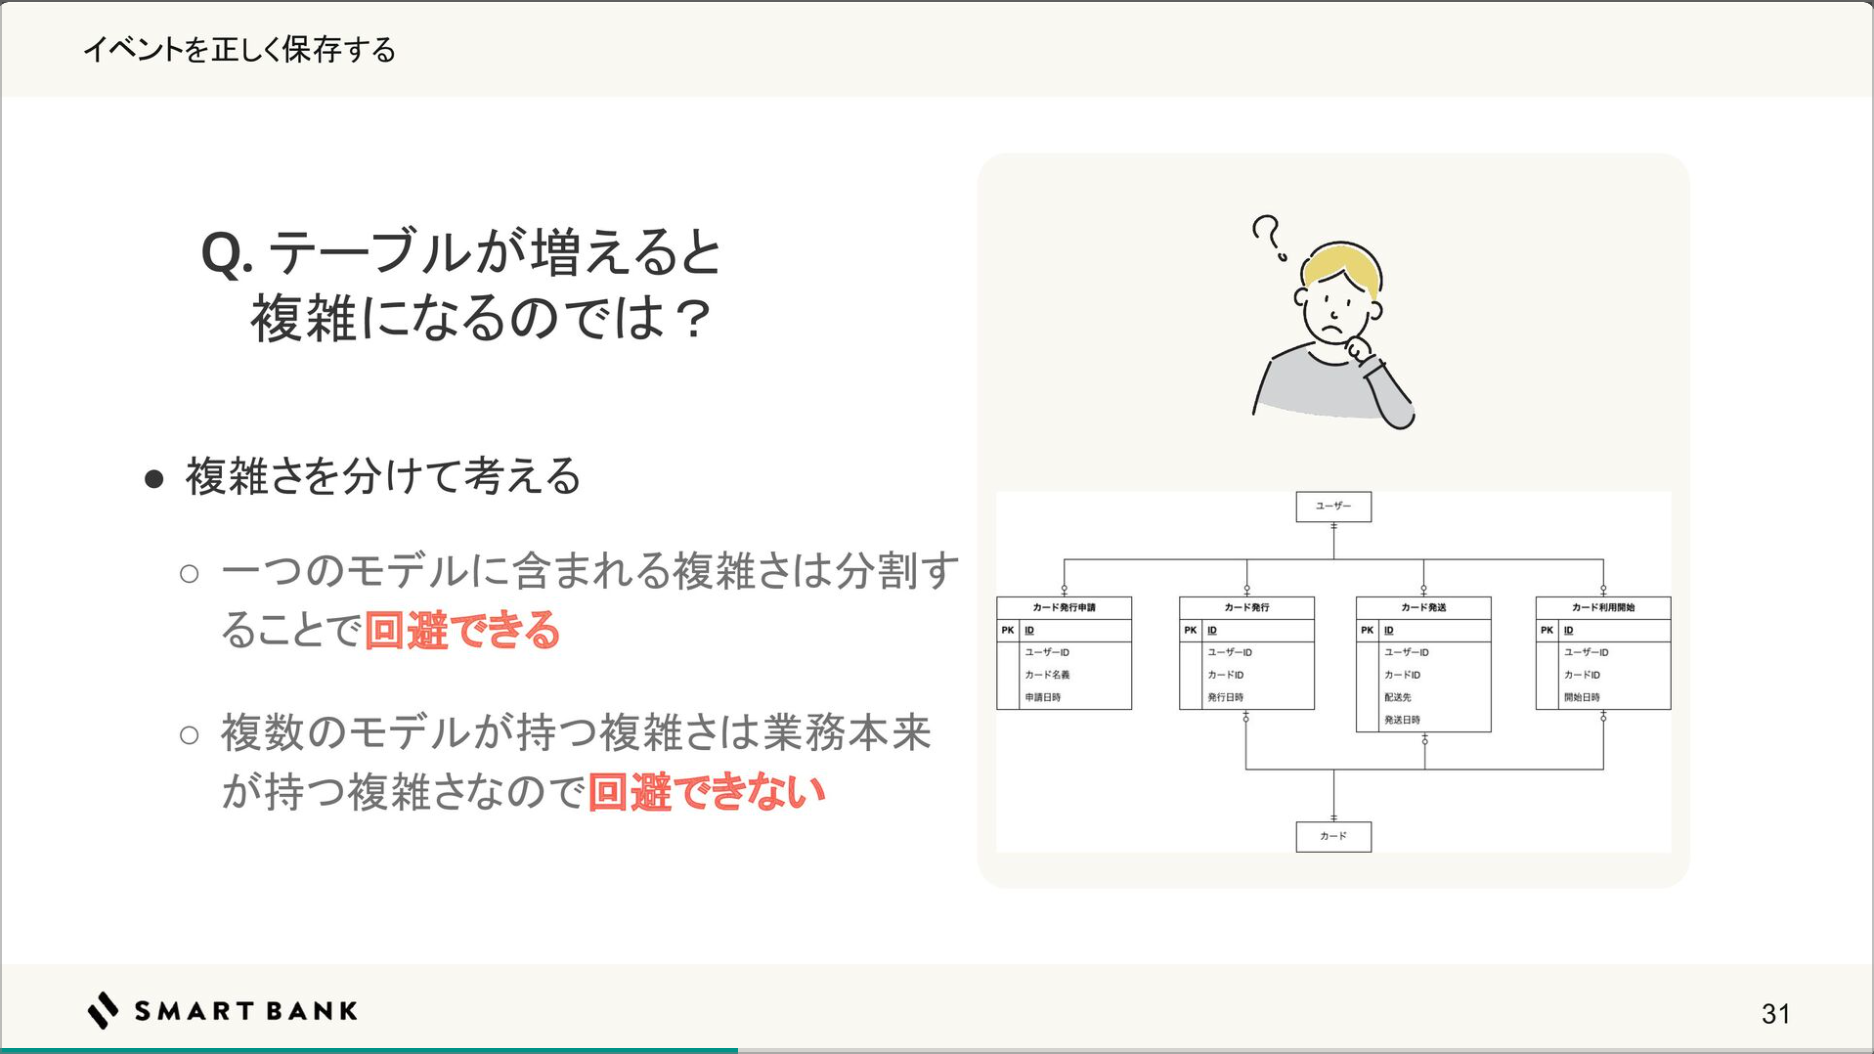 イベントを正しく保存する
Q. テーブルが増えると
複雑になるのでは？
● 複雑さを分けて考える
○ 一つのモデルに含まれる複雑さは分割す
ることで回避できる
○ 複数のモデルが持つ複雑さは業務本来
が持つ複雑さなので回避できない
?
ユーザー
カード発行申請
PK ID
ユーザーID
カード名義
申請日時
カード発行
PK ID
ユーザーID
カードID
発行日時
カード発送
PK ID
ユーザーID
カードID
配送先
発送日時
カード利用開始
PK ID
ユーザーID
カードID
開始日時
カード
SMART BANK
31